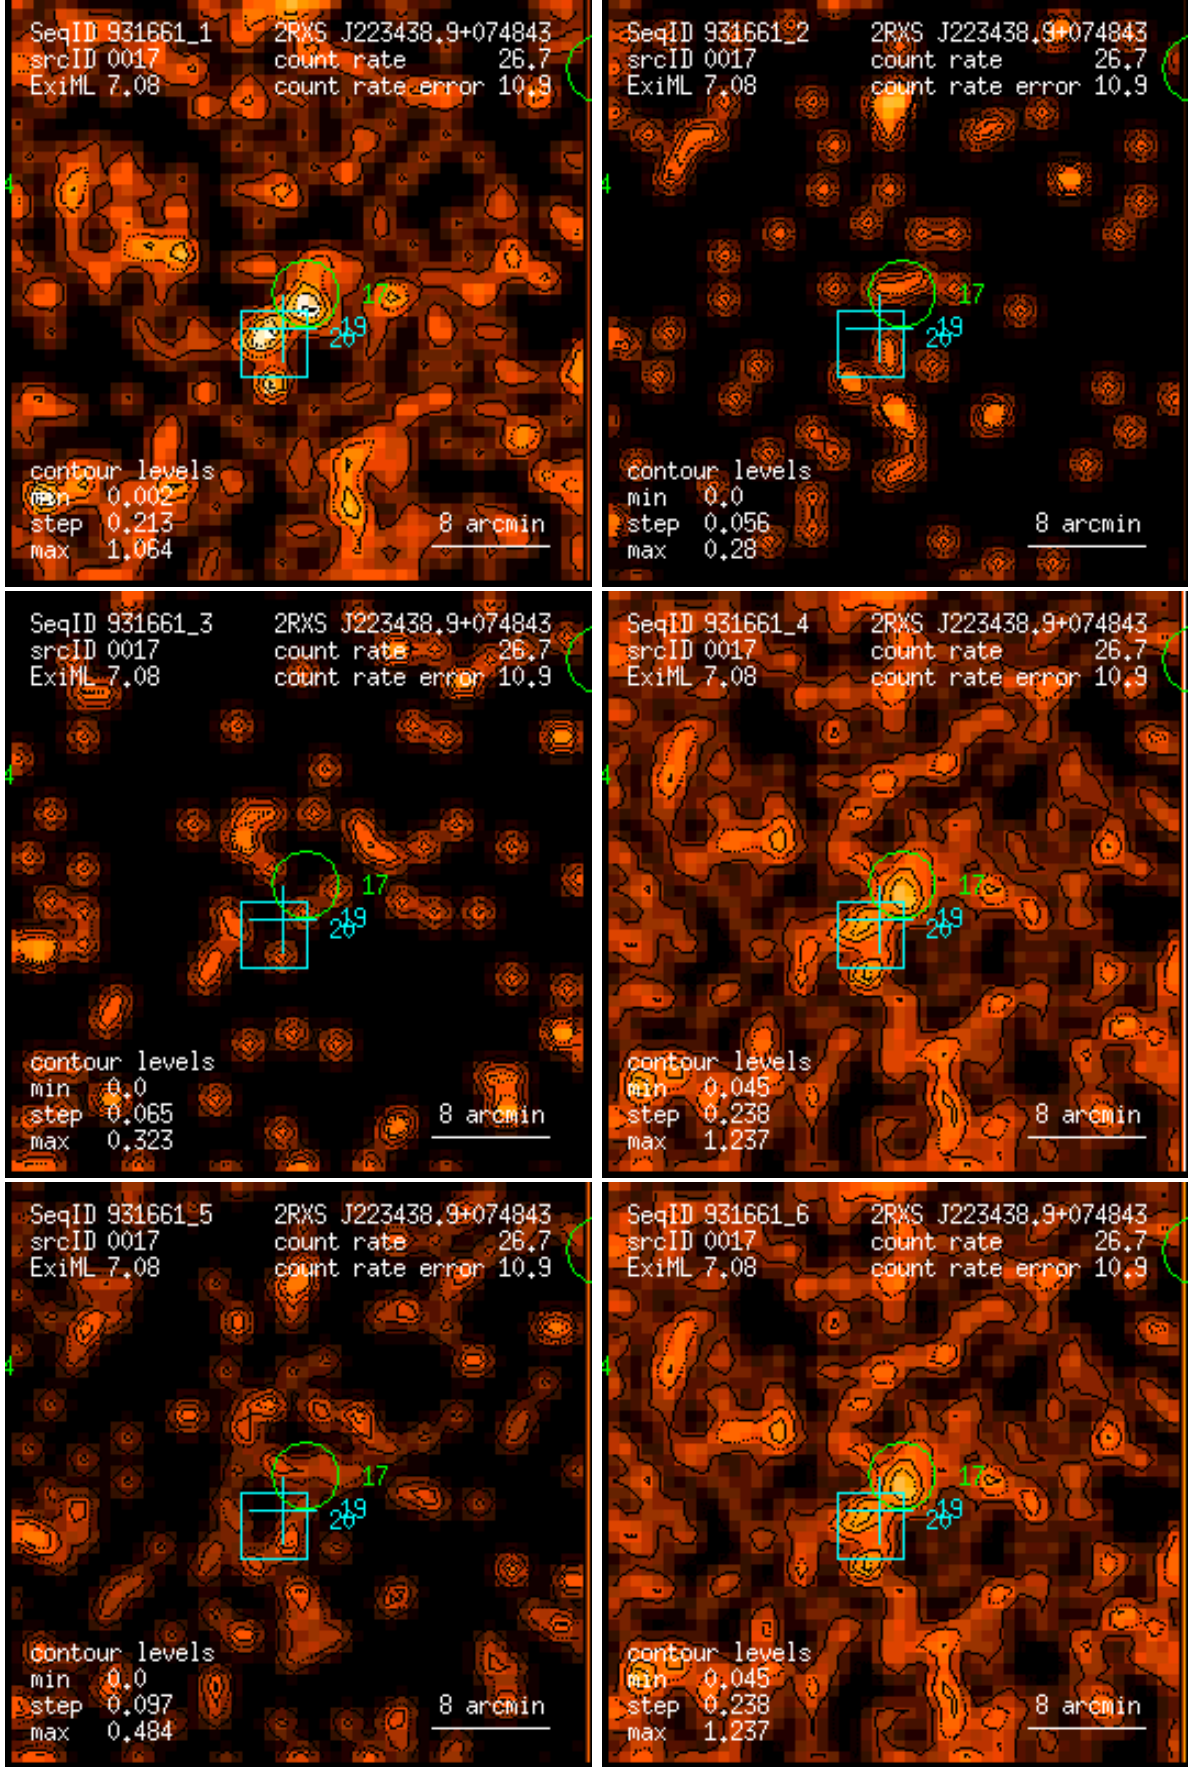 SeqID 931661_1 2RXS J223438.9+074843
srcID 0017 count rate 26.7
ExiML 7.08 count rate error 10.9
4
17
19
20
contour levels
min 0.002
step 0.213
max 1.064
8 arcmin
SeqID 931661_2 2RXS J223438.9+074843
srcID 0017 count rate 26.7
ExiML 7.08 count rate error 10.9
4
17
19
20
contour levels
min 0.0
step 0.056
max 0.28
8 arcmin
SeqID 931661_3 2RXS J223438.9+074843
srcID 0017 count rate 26.7
ExiML 7.08 count rate error 10.9
4
17
19
20
contour levels
min 0.0
step 0.065
max 0.323
8 arcmin
SeqID 931661_4 2RXS J223438.9+074843
srcID 0017 count rate 26.7
ExiML 7.08 count rate error 10.9
4
17
19
20
contour levels
min 0.045
step 0.238
max 1.237
8 arcmin
SeqID 931661_5 2RXS J223438.9+074843
srcID 0017 count rate 26.7
ExiML 7.08 count rate error 10.9
4
17
19
20
contour levels
min 0.0
step 0.097
max 0.484
8 arcmin
SeqID 931661_6 2RXS J223438.9+074843
srcID 0017 count rate 26.7
ExiML 7.08 count rate error 10.9
4
17
19
20
contour levels
min 0.045
step 0.238
max 1.237
8 arcmin